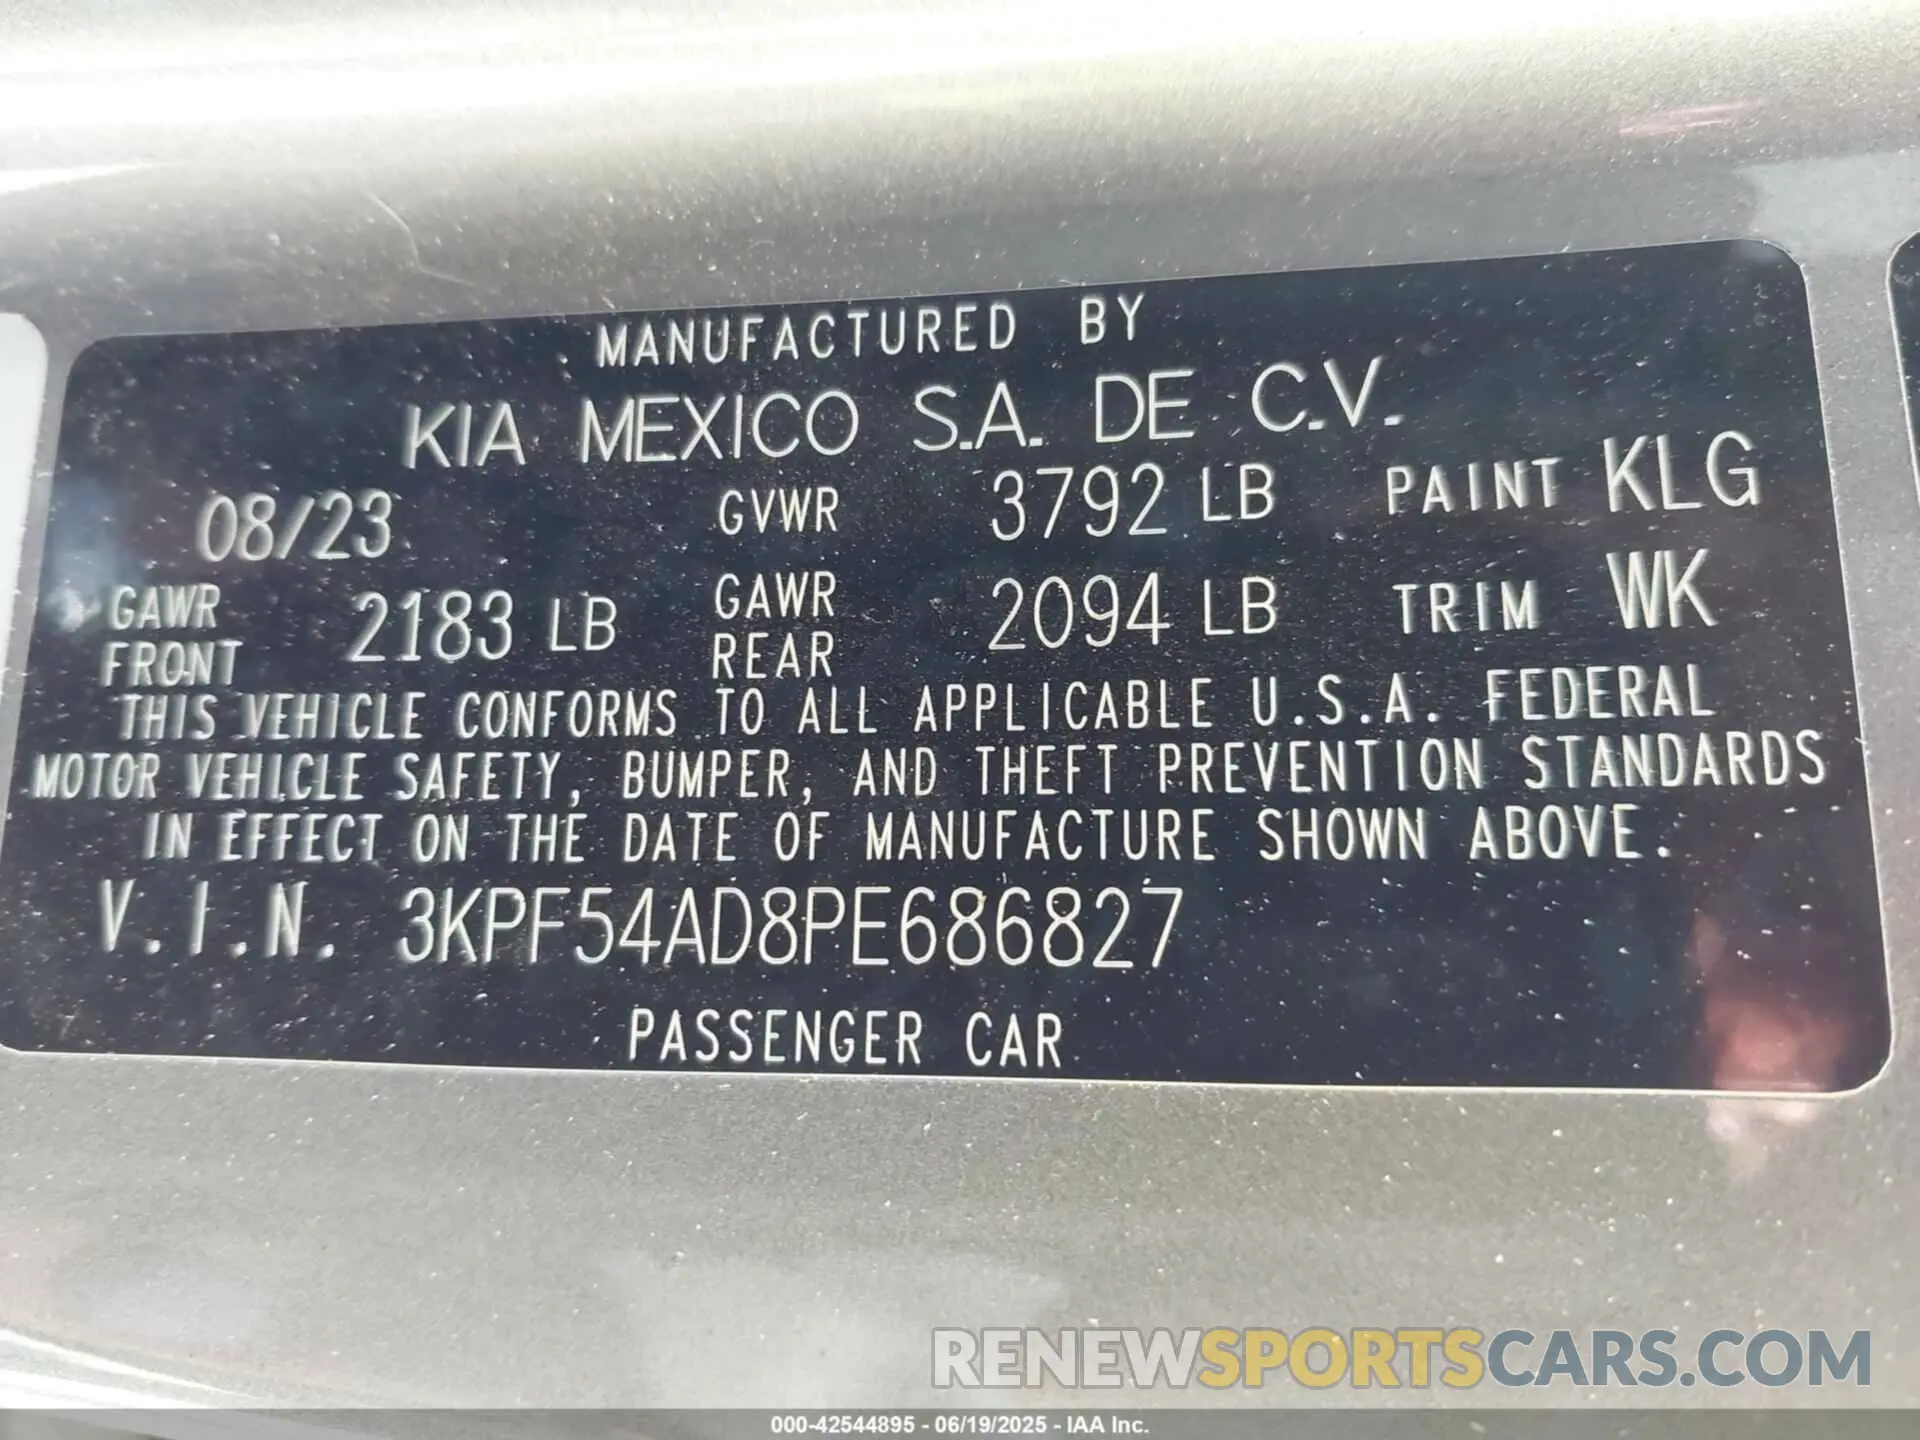 MANUFACTURED BY
KIA MEXICO S.A. DE C.V.
08/23 GVWR 3792 LB PAINT KLG
GAWR FRONT 2183 LB GAWR REAR 2094 LB TRIM WK
THIS VEHICLE CONFORMS TO ALL APPLICABLE U.S.A. FEDERAL
MOTOR VEHICLE SAFETY, BUMPER, AND THEFT PREVENTION STANDARDS
IN EFFECT ON THE DATE OF MANUFACTURE SHOWN ABOVE.
V.I.N. 3KPF54AD8PE686827
PASSENGER CAR
RENEWSPORTSCARS.COM
000-42544895 - 06/19/2025 - IAA Inc.